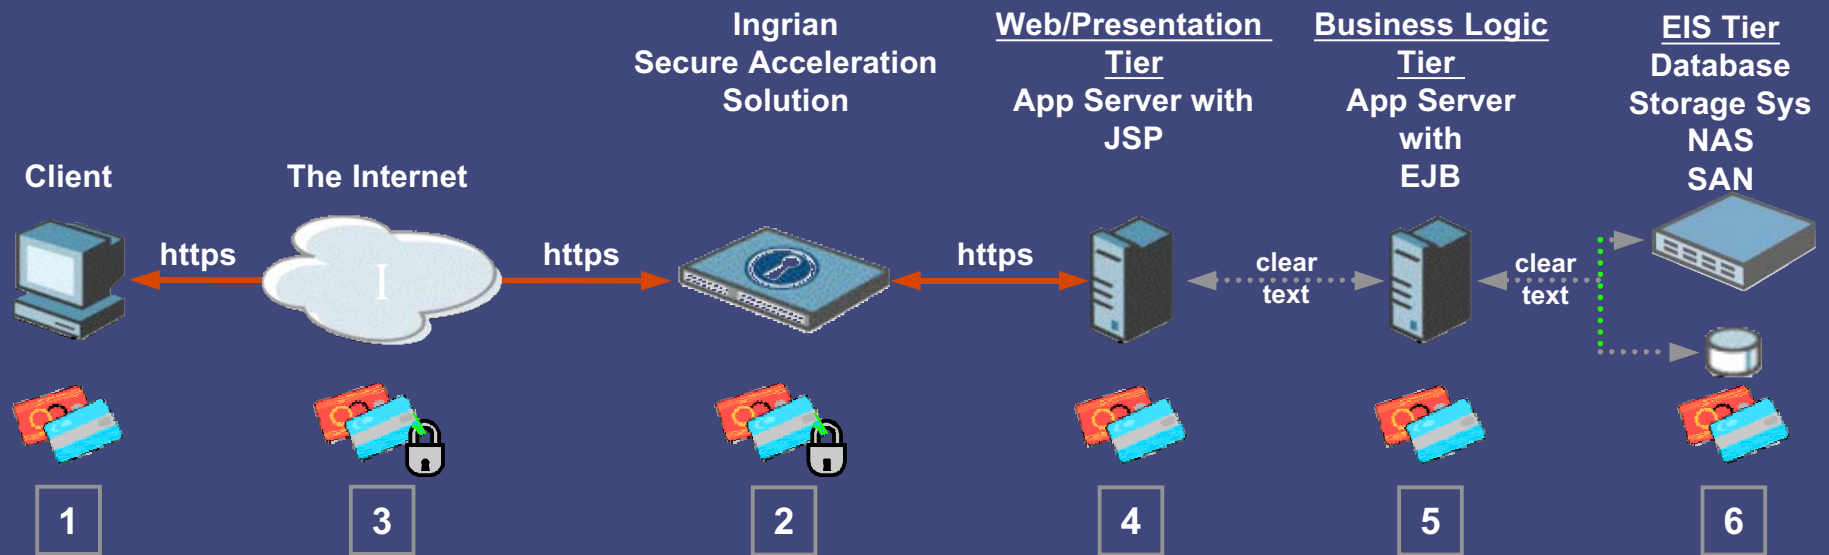 Client
The Internet
Ingrian
Secure Acceleration
Solution
Web/Presentation
Tier
App Server with
JSP
Business Logic
Tier
App Server
with
EJB
EIS Tier
Database
Storage Sys
NAS
SAN
https
I
https
https
clear
text
clear
text
1
3
2
4
5
6